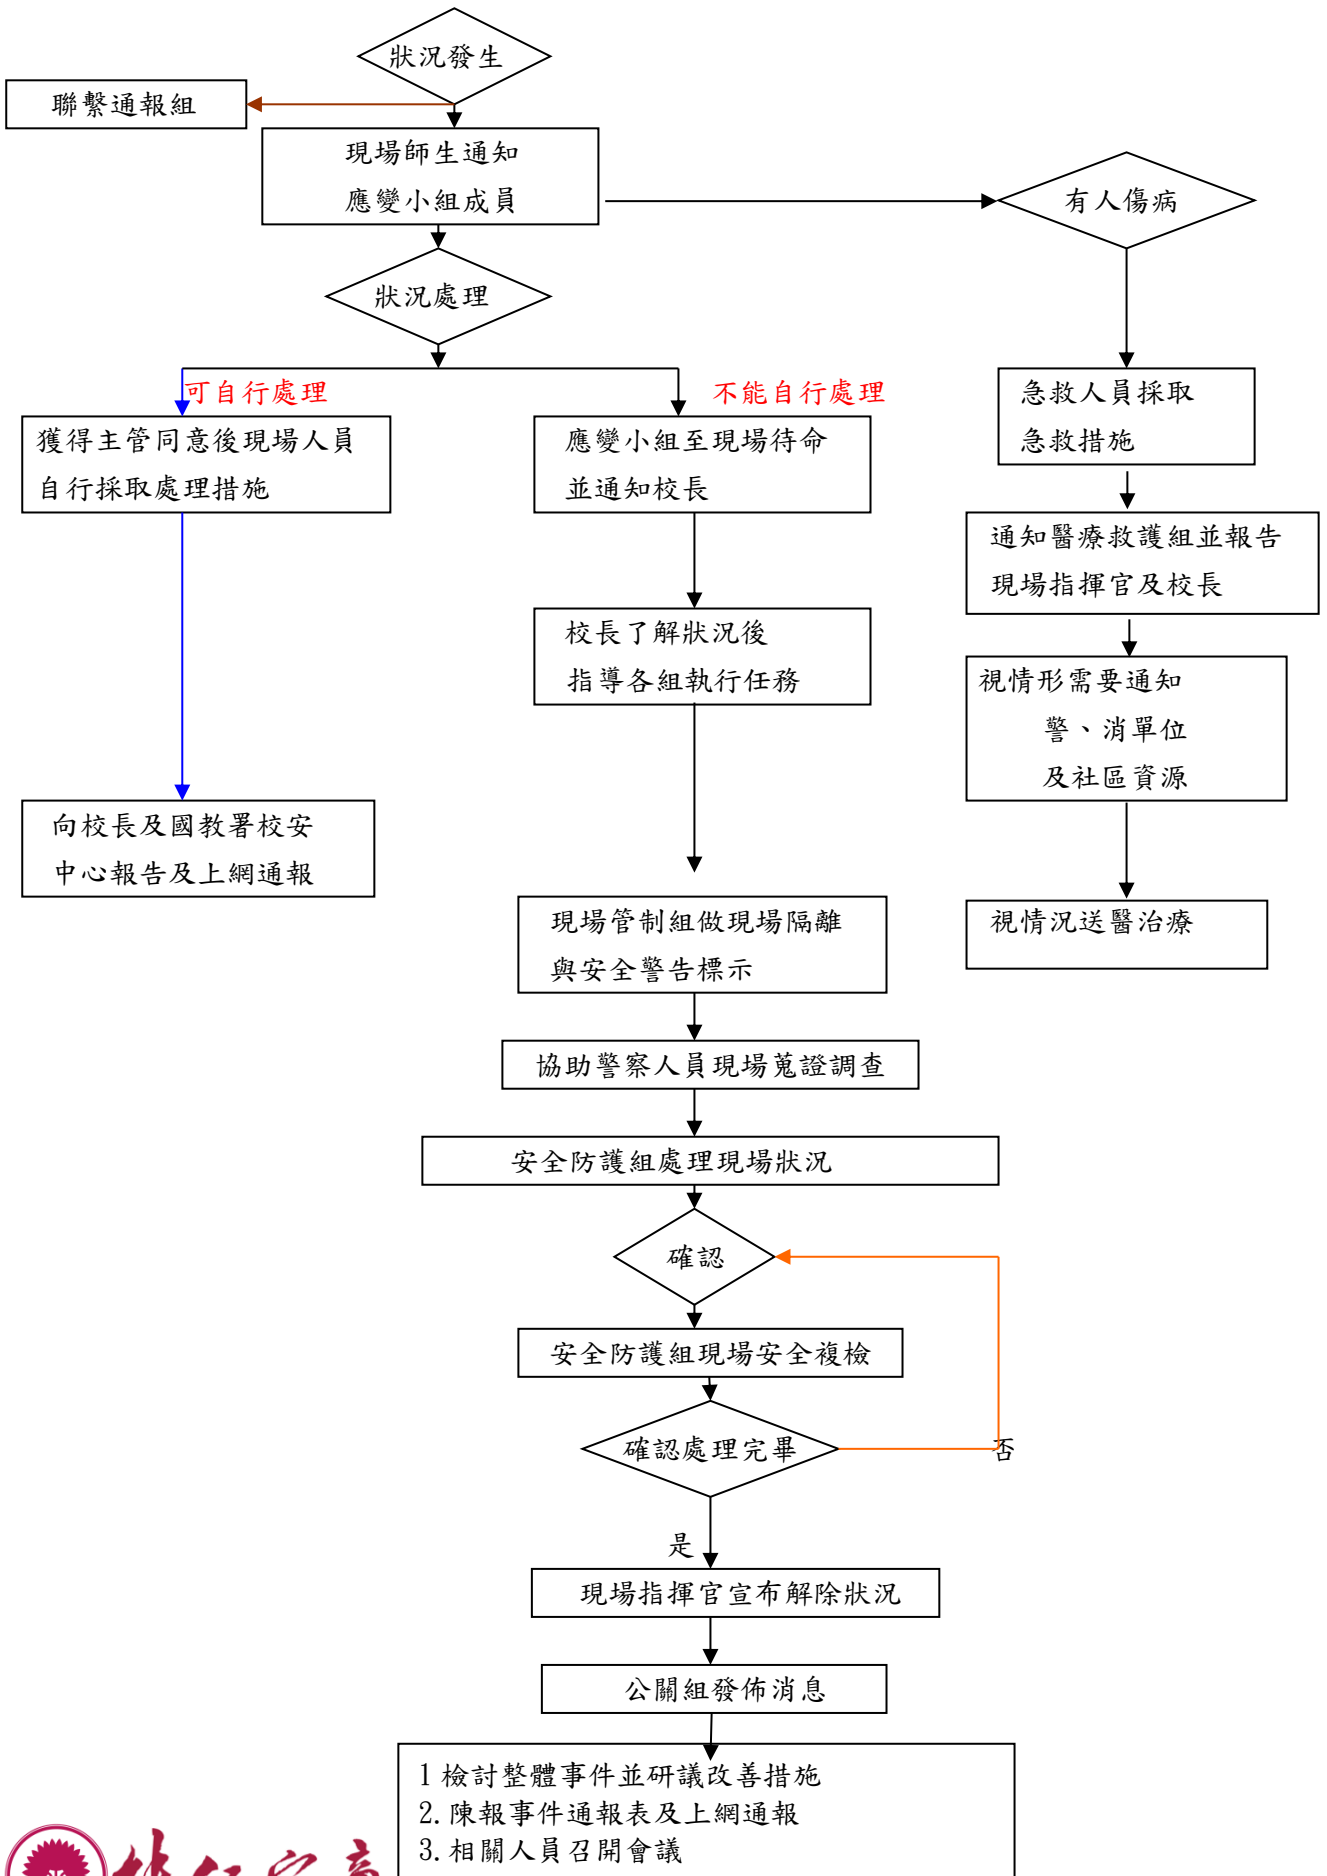 狀況發生
聯繫通報組
現場師生通知
應變小組成員
有人傷病
狀況處理
可自行處理
不能自行處理
獲得主管同意後現場人員
自行採取處理措施
應變小組至現場待命
並通知校長
急救人員採取
急救措施
通知醫療救護組並報告
現場指揮官及校長
校長了解狀況後
指導各組執行任務
視情形需要通知
警、消單位
及社區資源
向校長及國教署校安
中心報告及上網通報
視情況送醫治療
現場管制組做現場隔離
與安全警告標示
協助警察人員現場蒐證調查
安全防護組處理現場狀況
確認
安全防護組現場安全複檢
確認處理完畢
否
是
現場指揮官宣布解除狀況
公關組發佈消息
1 檢討整體事件並研議改善措施
2. 陳報事件通報表及上網通報
3. 相關人員召開會議